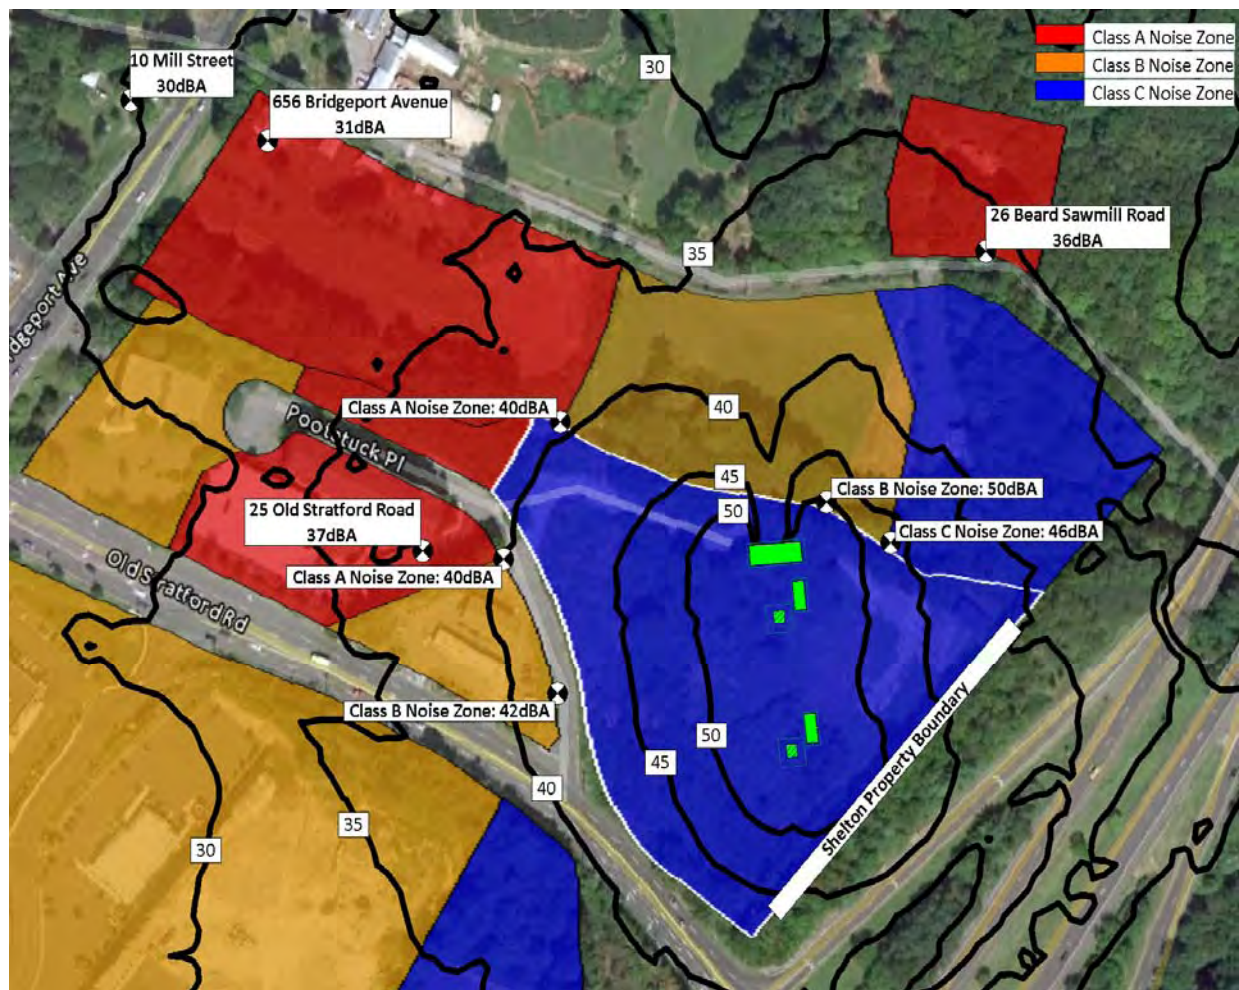 10 Mill Street
30dBA
656 Bridgeport Avenue
31dBA
30
Class A Noise Zone
Class B Noise Zone
Class C Noise Zone
26 Beard Sawmill Road
36dBA
35
dgeport Ave
Class A Noise Zone: 40dBA
40
Pootatuck Pl
45
Class B Noise Zone: 50dBA
50
25 Old Stratford Road
37dBA
Class C Noise Zone: 46dBA
Class A Noise Zone: 40dBA
Old Stratford Rd
Class B Noise Zone: 42dBA
Shelton Property Boundary
50
45
40
35
30